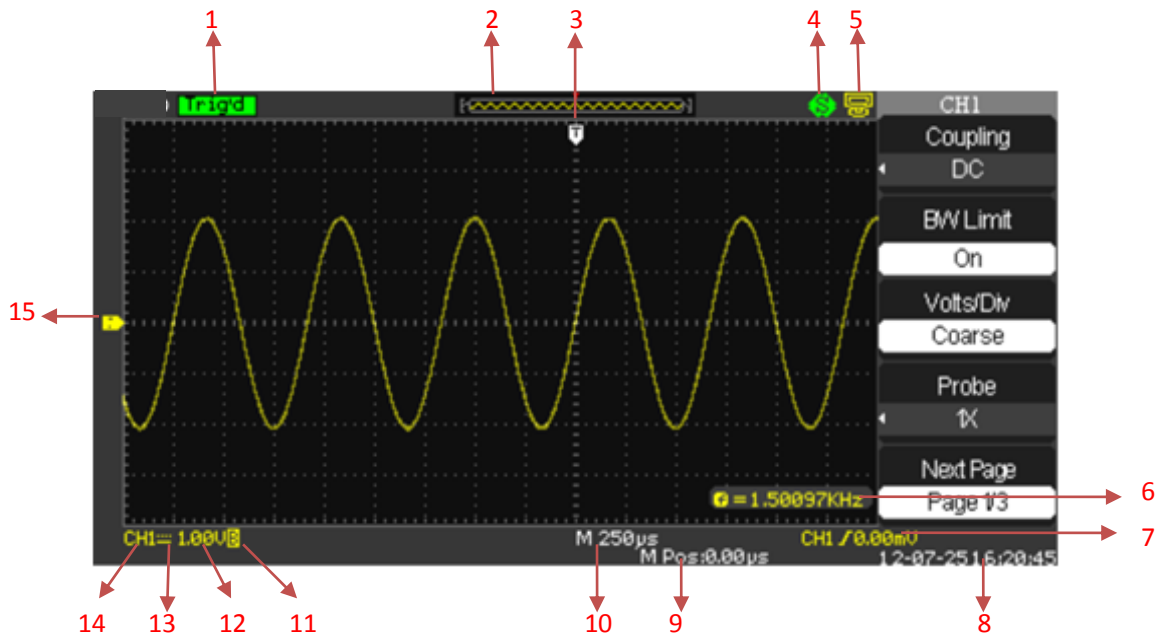 1 2 3 4 5
Trig'd T S CH1
Coupling
DC
BW Limit
On
15
Volts/Div
Coarse
Probe
1X
Next Page
f = 1.50097KHz Page 1/3 6
CH1 1.00V B M 250µs CH1 0.00mV 7
M Pos:0.00µs 12-07-25 16:20:45
14 13 12 11 10 9 8